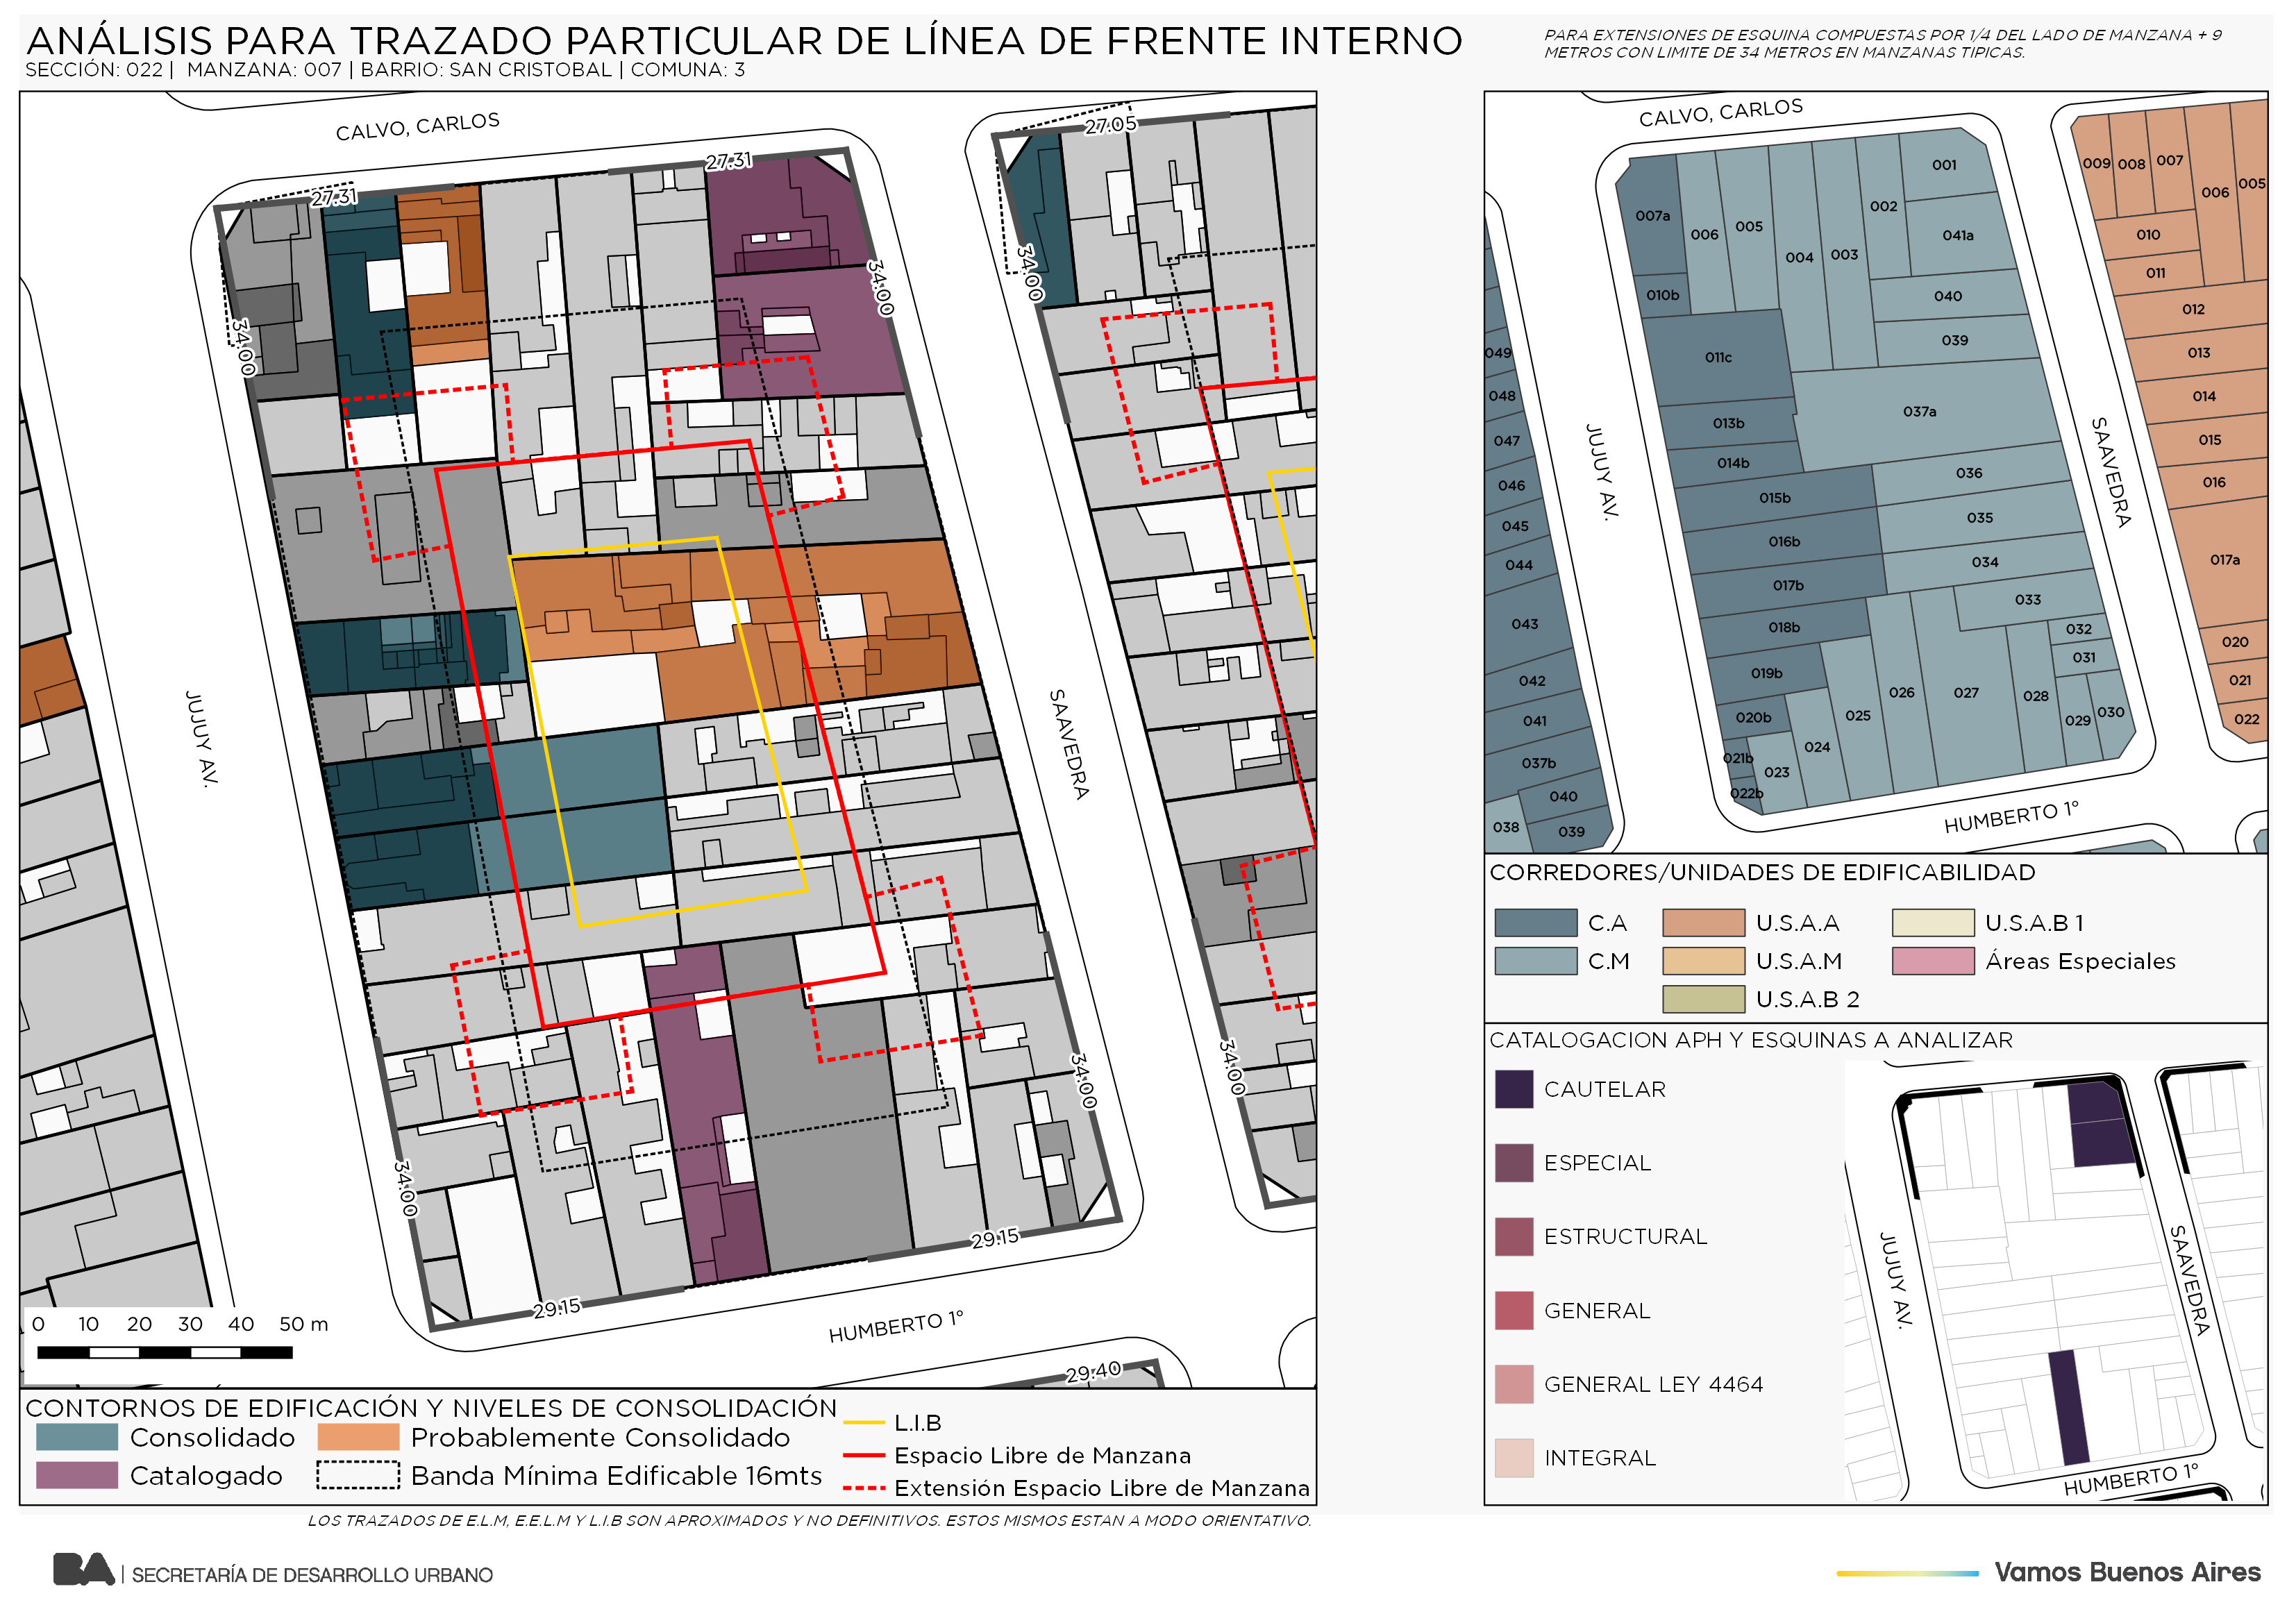 ANÁLISIS PARA TRAZADO PARTICULAR DE LÍNEA DE FRENTE INTERNO
SECCIÓN: 022 | MANZANA: 007 | BARRIO: SAN CRISTOBAL | COMUNA: 3
PARA EXTENSIONES DE ESQUINA COMPUESTAS POR 1/4 DEL LADO DE MANZANA + 9
METROS CON LIMITE DE 34 METROS EN MANZANAS TIPICAS.
CALVO, CARLOS
27.31
27.31
27.05
34.00
34.00
34.00
JUJUY AV.
SAAVEDRA
34.00
34.00
34.00
29.15
29.15
HUMBERTO 1°
29.40
0 10 20 30 40 50 m
CONTORNOS DE EDIFICACIÓN Y NIVELES DE CONSOLIDACIÓN
Consolidado
Probablemente Consolidado
Catalogado
Banda Mínima Edificable 16mts
L.I.B
Espacio Libre de Manzana
Extensión Espacio Libre de Manzana
CALVO, CARLOS
JUJUY AV.
SAAVEDRA
HUMBERTO 1°
007a
006
005
004
003
002
001
041a
040
039
010b
011c
037a
013b
014b
015b
036
016b
035
017b
034
018b
033
032
031
019b
020b
021b
022b
023
024
025
026
027
028
029
030
009
008
007
006
005
010
011
012
013
014
015
016
017a
020
021
022
049
048
047
046
045
044
043
042
041
037b
040
038
039
CORREDORES/UNIDADES DE EDIFICABILIDAD
C.A
U.S.A.A
U.S.A.B 1
C.M
U.S.A.M
Áreas Especiales
U.S.A.B 2
CATALOGACION APH Y ESQUINAS A ANALIZAR
CAUTELAR
ESPECIAL
ESTRUCTURAL
GENERAL
GENERAL LEY 4464
INTEGRAL
JUJUY AV.
SAAVEDRA
HUMBERTO 1°
LOS TRAZADOS DE E.L.M, E.E.L.M Y L.I.B SON APROXIMADOS Y NO DEFINITIVOS. ESTOS MISMOS ESTAN A MODO ORIENTATIVO.
BA | SECRETARÍA DE DESARROLLO URBANO
Vamos Buenos Aires